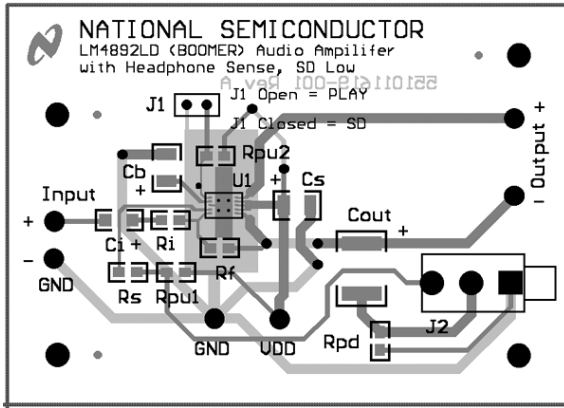 NATIONAL SEMICONDUCTOR
LM4892LD (BOOMER) Audio Ampilifer
with Headphone Sense, SD Low
551011619-001 Rev A
J1
J1 Open = PLAY
J1 Closed = SD
Rpu2
Cb
+
U1
+
Cs
Output +
−
Input
+
−
GND
Ci
+
Ri
Rf
Cout
+
Rs
Rpu1
GND
VDD
Rpd
J2